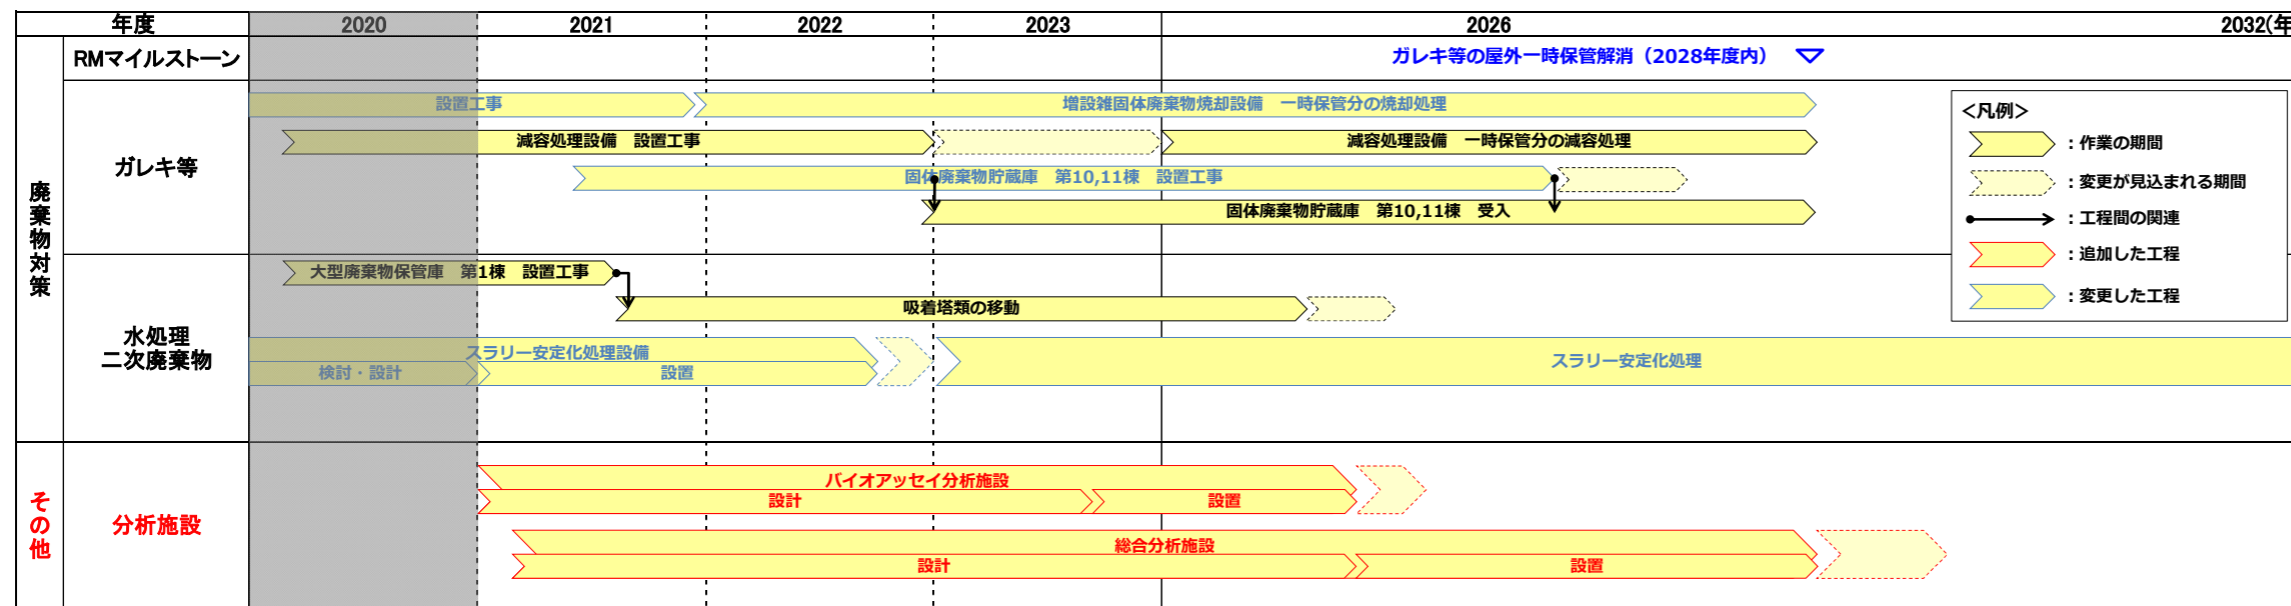 年度 2020 2021 2022 2023 2026 2032(年
RMマイルストーン
ガレキ等の屋外一時保管解消（2028年度内）
廃棄物対策
ガレキ等
設置工事
増設雑固体廃棄物焼却設備　一時保管分の焼却処理
減容処理設備　設置工事
減容処理設備　一時保管分の減容処理
固体廃棄物貯蔵庫　第10,11棟　設置工事
固体廃棄物貯蔵庫　第10,11棟　受入
水処理
二次廃棄物
大型廃棄物保管庫　第1棟　設置工事
吸着塔類の移動
スラリー安定化処理設備
検討・設計
設置
スラリー安定化処理
その他
分析施設
バイオアッセイ分析施設
設計
設置
総合分析施設
設計
設置
＜凡例＞
：作業の期間
：変更が見込まれる期間
：工程間の関連
：追加した工程
：変更した工程